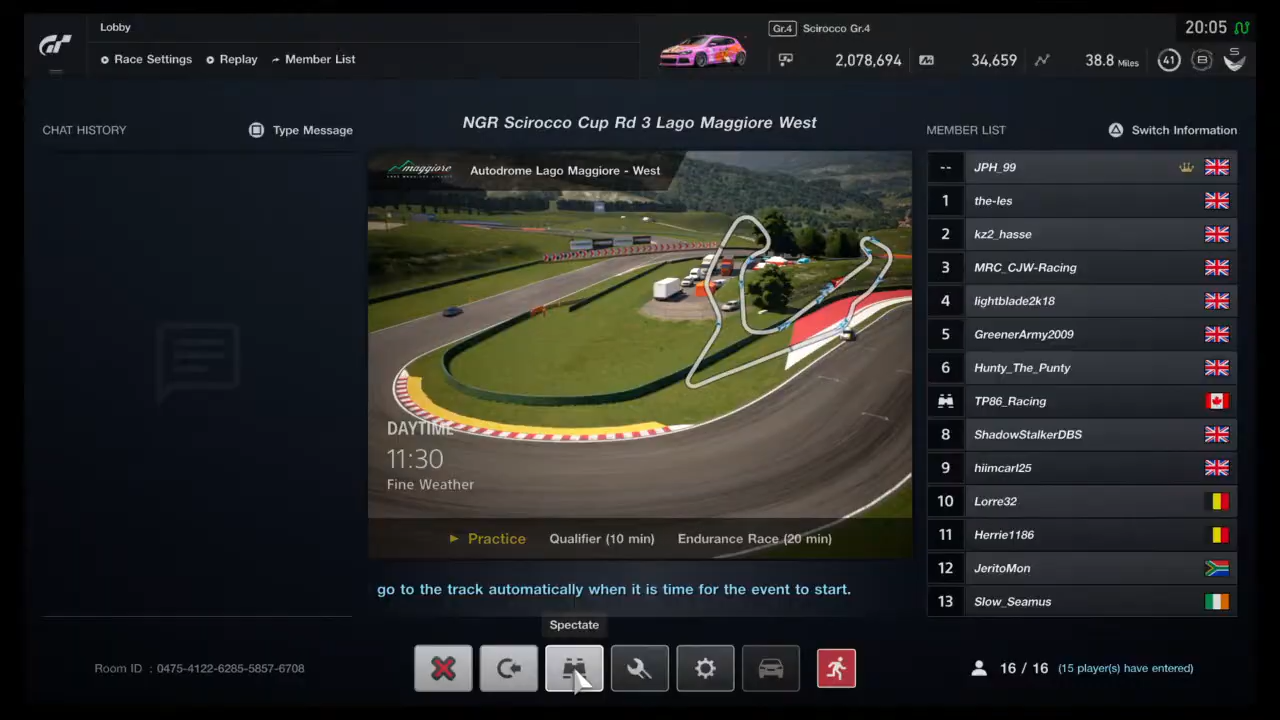 Lobby
Race Settings Replay Member List
Gr.4 Scirocco Gr.4
20:05
2,078,694 34,659 38.8 Miles 41 B S
CHAT HISTORY Type Message
NGR Scirocco Cup Rd 3 Lago Maggiore West
maggiore Autodrome Lago Maggiore - West
DAYTIME
11:30
Fine Weather
Practice Qualifier (10 min) Endurance Race (20 min)
go to the track automatically when it is time for the event to start.
Spectate
Room ID : 0475-4122-6285-5857-6708
MEMBER LIST Switch Information
-- JPH_99
1 the-les
2 kz2_hasse
3 MRC_CJW-Racing
4 lightblade2k18
5 GreenerArmy2009
6 Hunty_The_Punty
TP86_Racing
8 ShadowStalkerDBS
9 hiimcarl25
10 Lorre32
11 Herrie1186
12 JeritoMon
13 Slow_Seamus
16 / 16 (15 player(s) have entered)